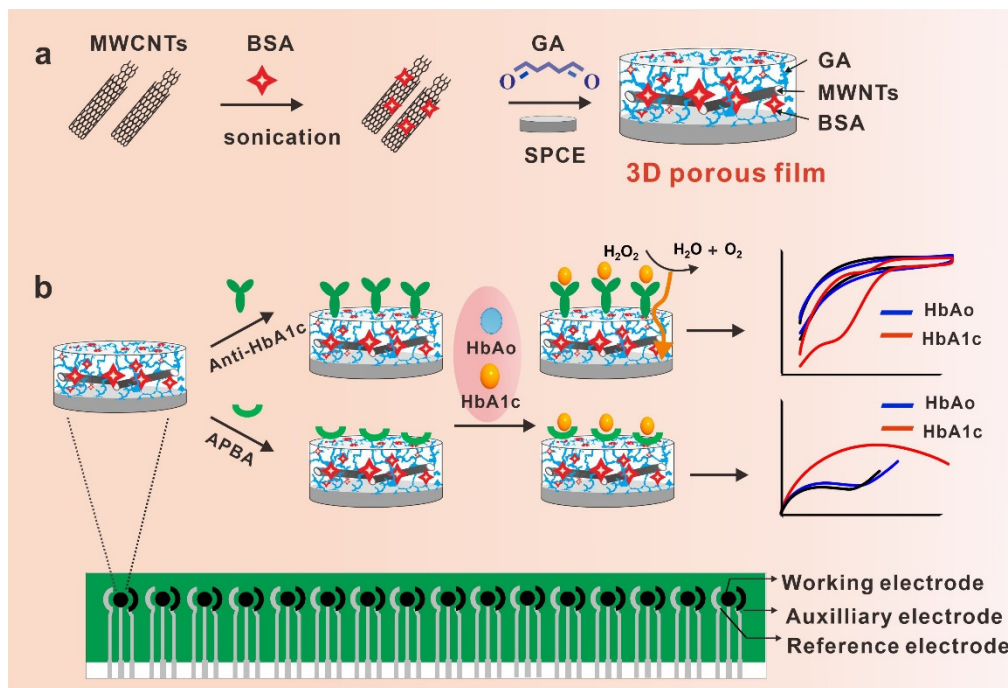 a
MWCNTs
BSA
sonication
GA
O
O
SPCE
GA
MWNTs
BSA
3D porous film
b
Anti-HbA1c
APBA
HbAo
HbA1c
H₂O₂
H₂O + O₂
HbAo
HbA1c
HbAo
HbA1c
Working electrode
Auxilliary electrode
Reference electrode